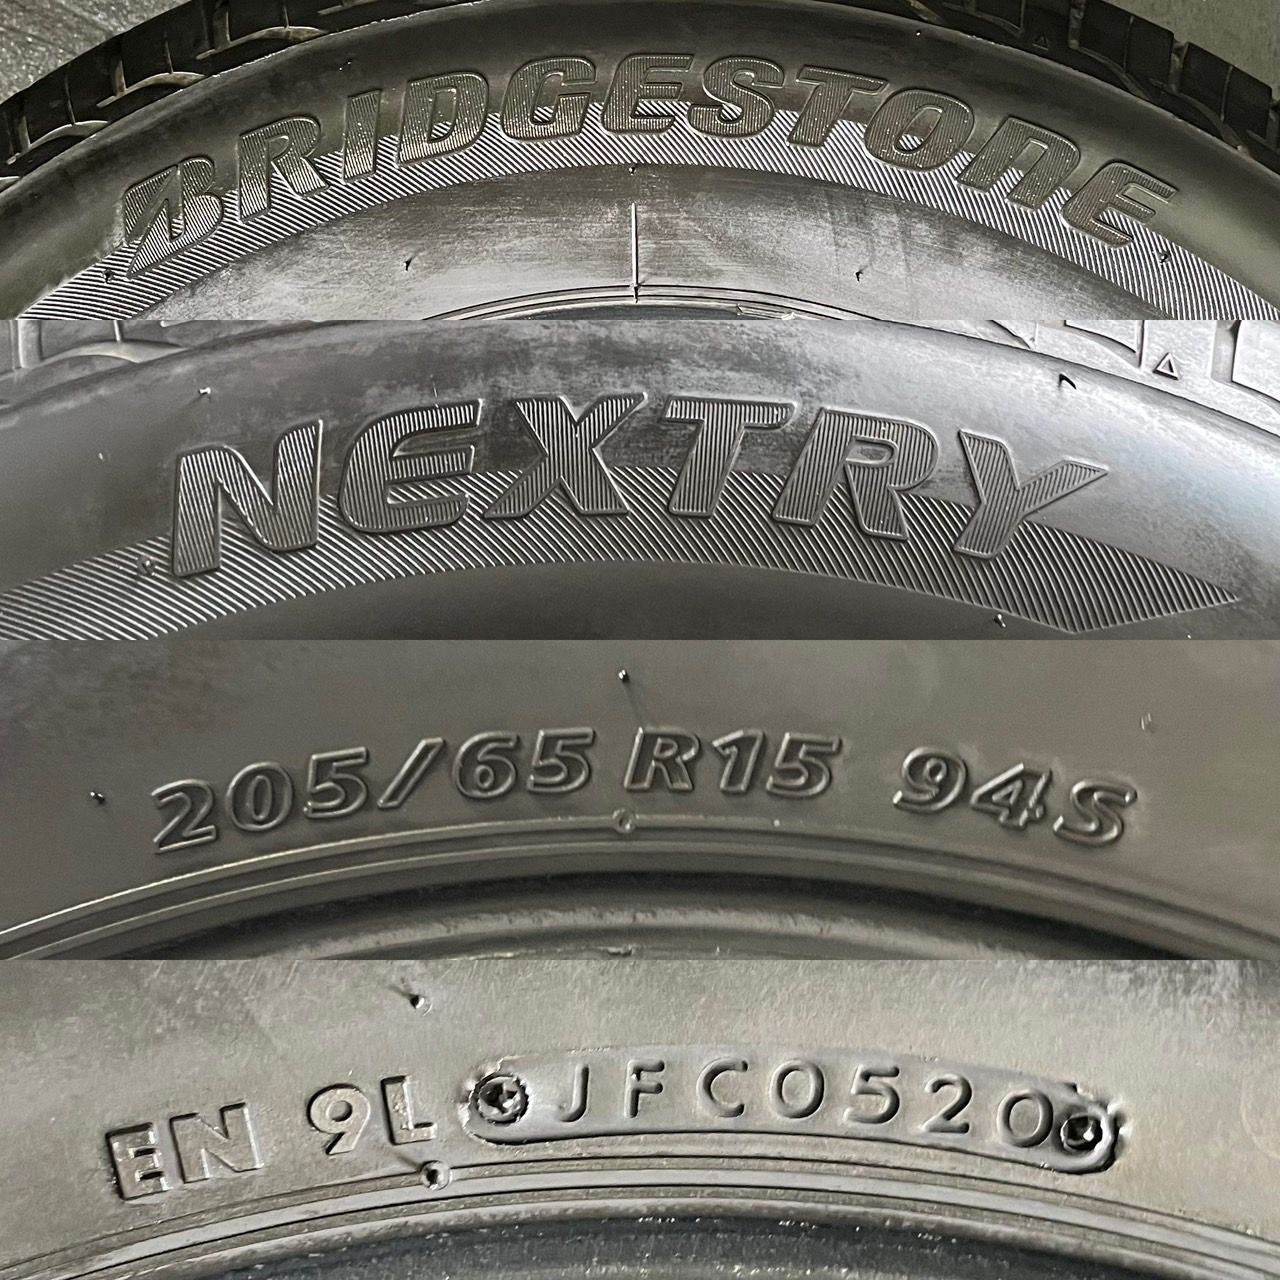 BRIDGESTONE
NEXTRY
205/65 R15 94S
EN 9L JFC0520